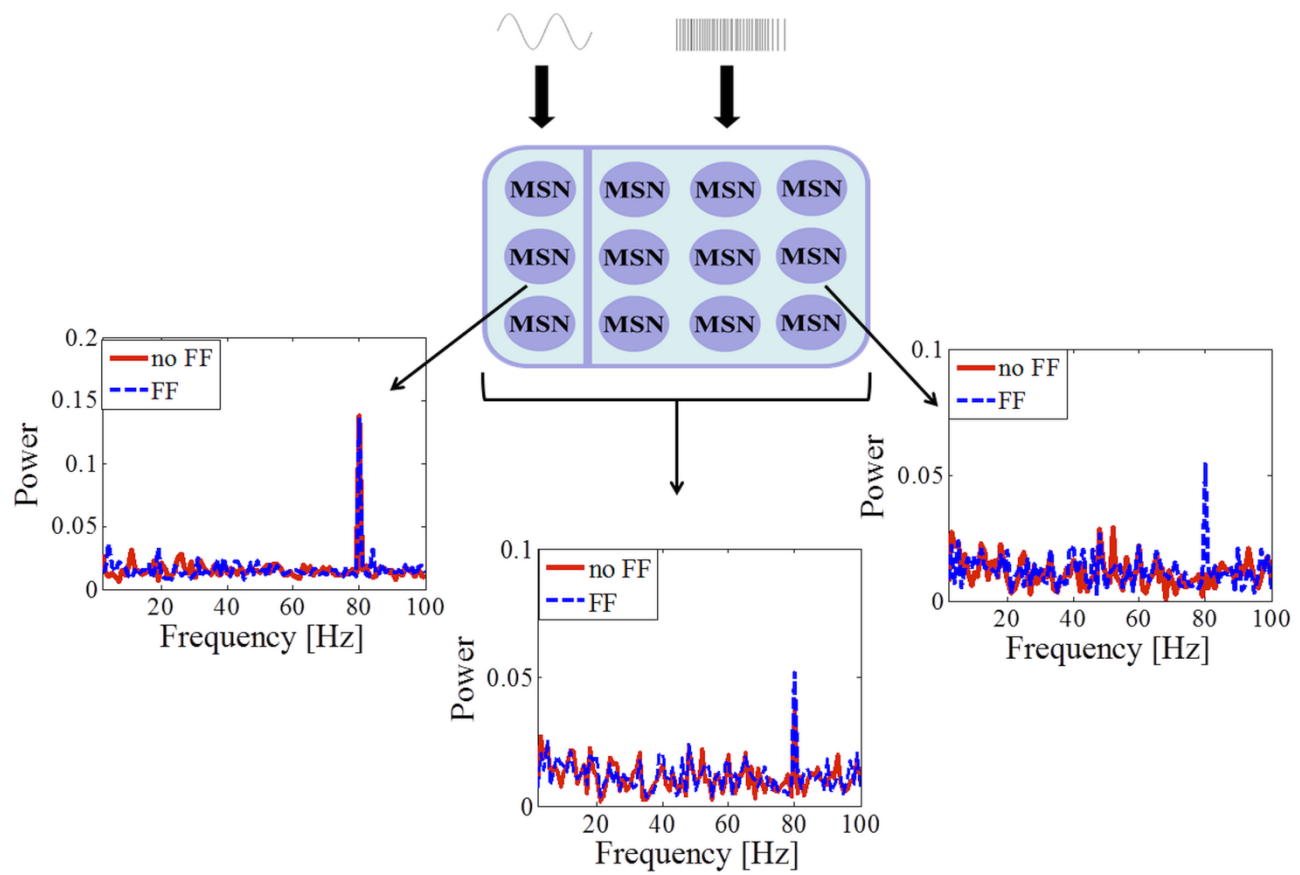 MSN MSN MSN MSN
MSN MSN MSN MSN
MSN MSN MSN MSN
0.2
0.15
0.1
0.05
0
Power
no FF
FF
20 40 60 80 100
Frequency [Hz]
0.1
0.05
0
Power
no FF
FF
20 40 60 80 100
Frequency [Hz]
0.1
0.05
0
Power
no FF
FF
20 40 60 80 100
Frequency [Hz]